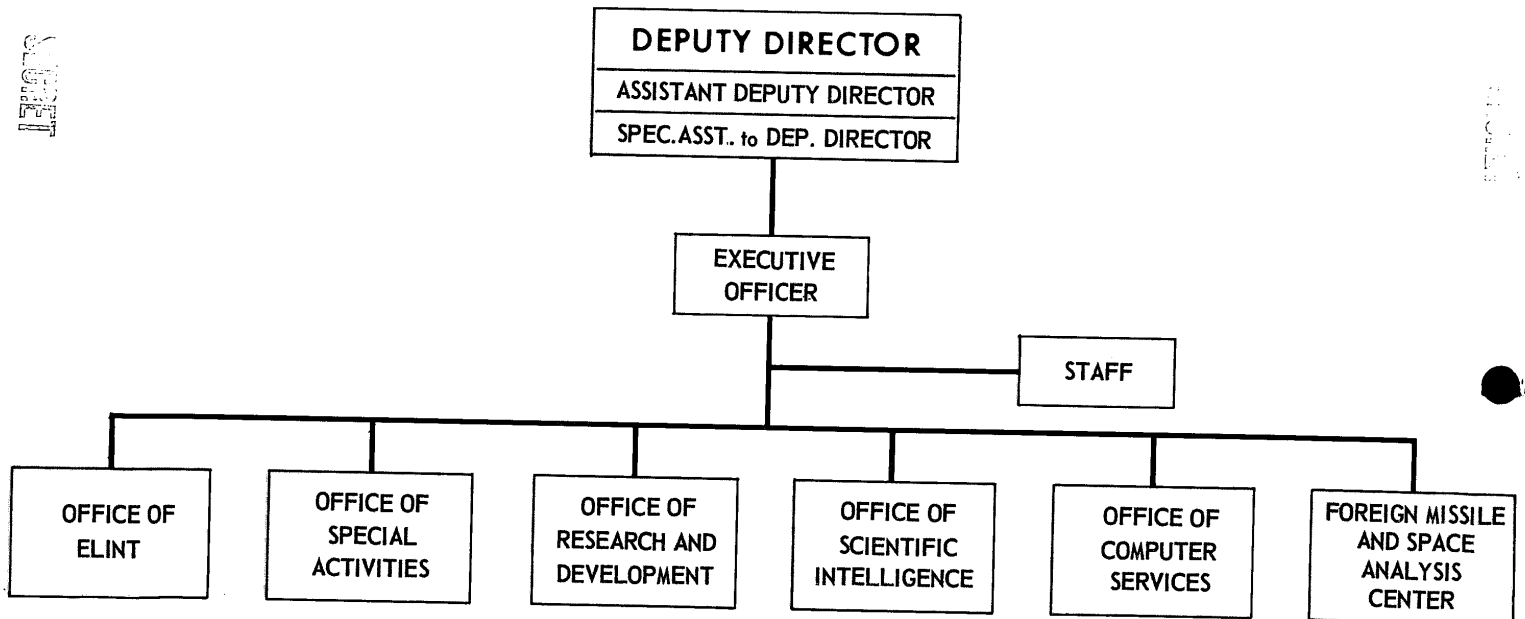 DEPUTY DIRECTOR
ASSISTANT DEPUTY DIRECTOR
SPEC.ASST.. to DEP. DIRECTOR
EXECUTIVE
OFFICER
STAFF
OFFICE OF
ELINT
OFFICE OF
SPECIAL
ACTIVITIES
OFFICE OF
RESEARCH AND
DEVELOPMENT
OFFICE OF
SCIENTIFIC
INTELLIGENCE
OFFICE OF
COMPUTER
SERVICES
FOREIGN MISSILE
AND SPACE
ANALYSIS
CENTER